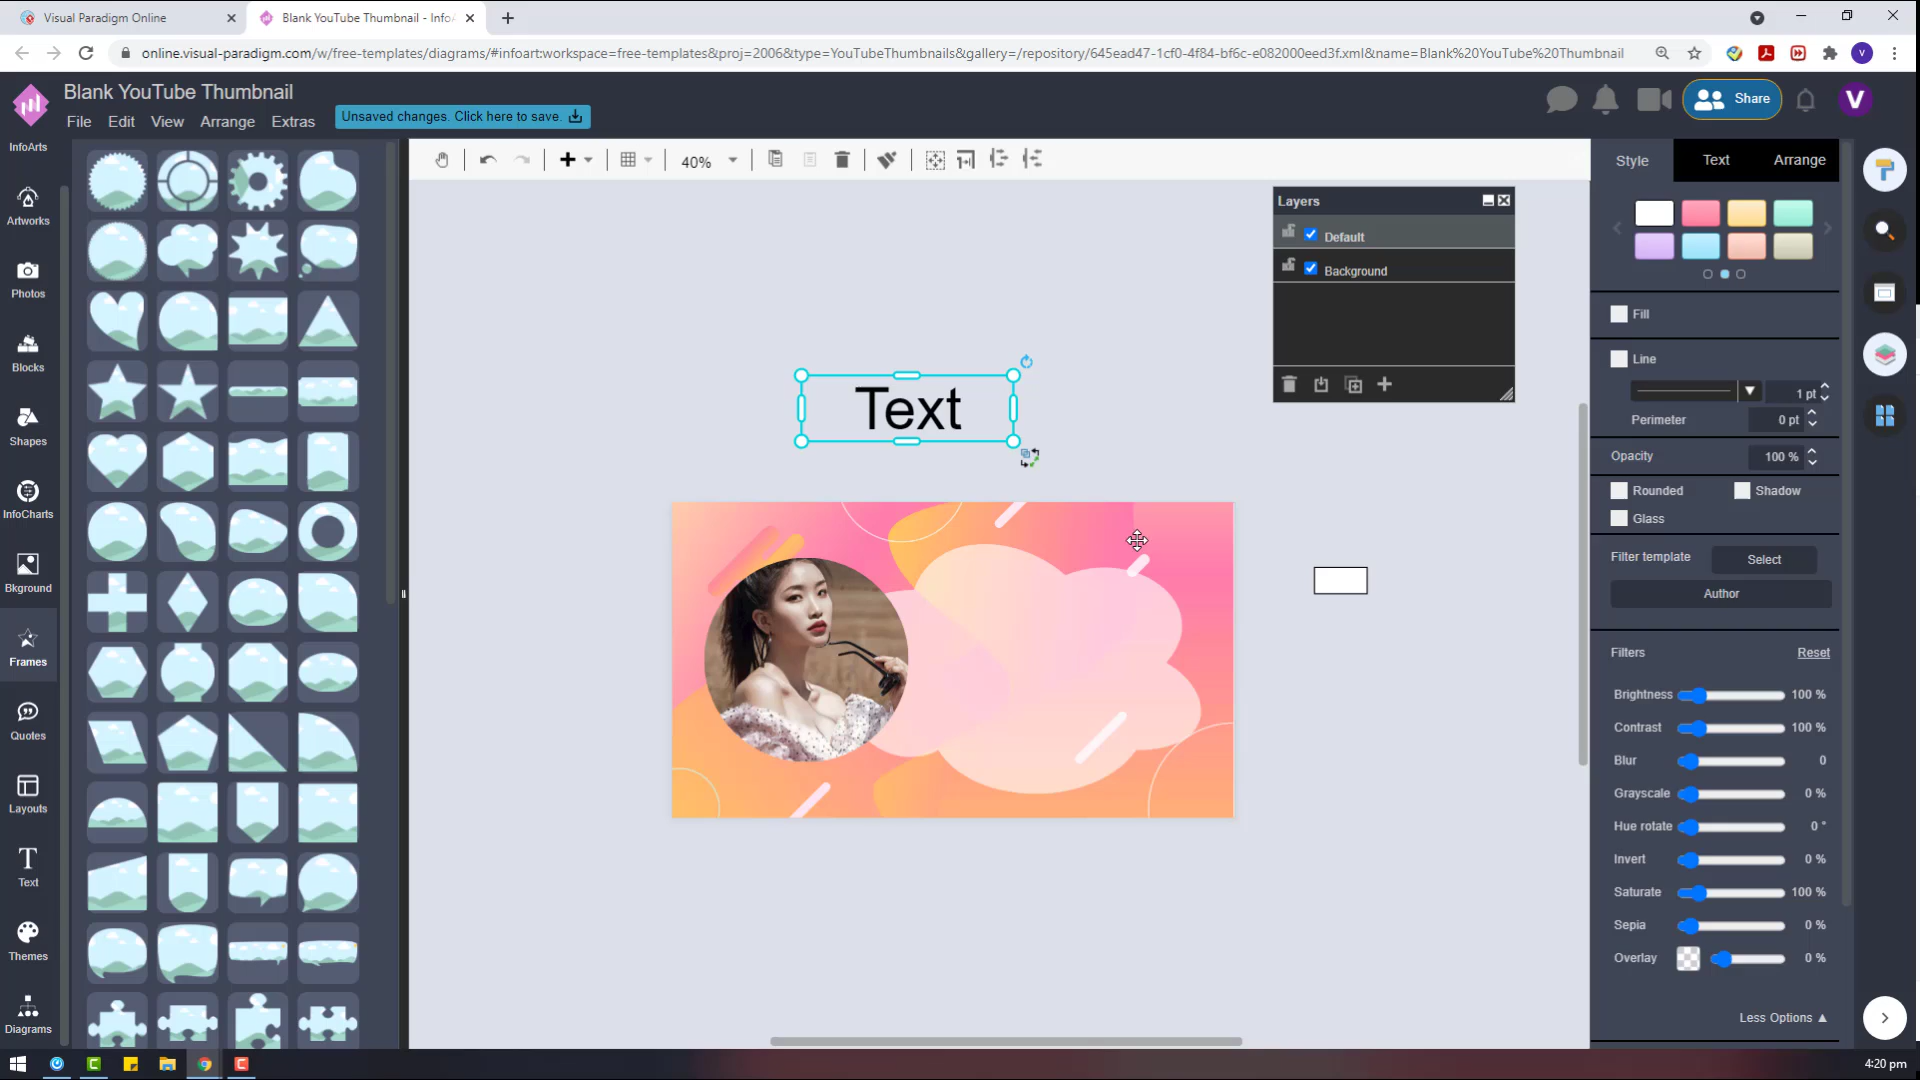 Visual Paradigm Online
Blank YouTube Thumbnail - InfoA
online.visual-paradigm.com/w/free-templates/diagrams/#infoart:workspace=free-templates&proj=2006&type=YouTubeThumbnails&gallery=/repository/645ead47-1cf0-4f84-bf6c-e082000eed3f.xml&name=Blank%20YouTube%20Thumbnail
V
Blank YouTube Thumbnail
File Edit View Arrange Extras
Unsaved changes. Click here to save.
Share
V
InfoArts
Artworks
Photos
Blocks
Shapes
InfoCharts
Bkground
Frames
Quotes
Layouts
Text
Themes
Diagrams
40%
Layers
Default
Background
Text
Style Text Arrange
Fill
Line
1 pt
Perimeter 0 pt
Opacity 100 %
Rounded Shadow
Glass
Filter template Select
Author
Filters Reset
Brightness 100 %
Contrast 100 %
Blur 0
Grayscale 0 %
Hue rotate 0 °
Invert 0 %
Saturate 100 %
Sepia 0 %
Overlay 0 %
Less Options ▲
4:20 pm